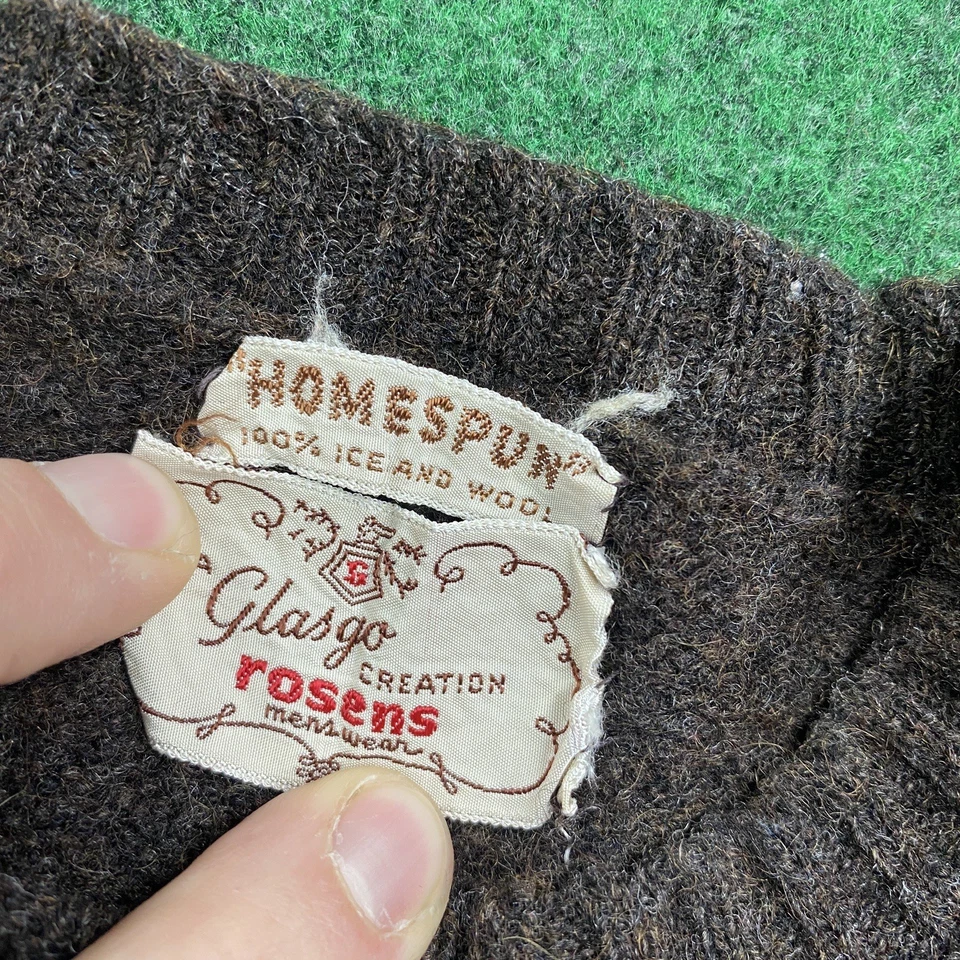 "HOMESPUN"
100% ICELAND WOOL
G
Glasgo
CREATION
rosens
menswear